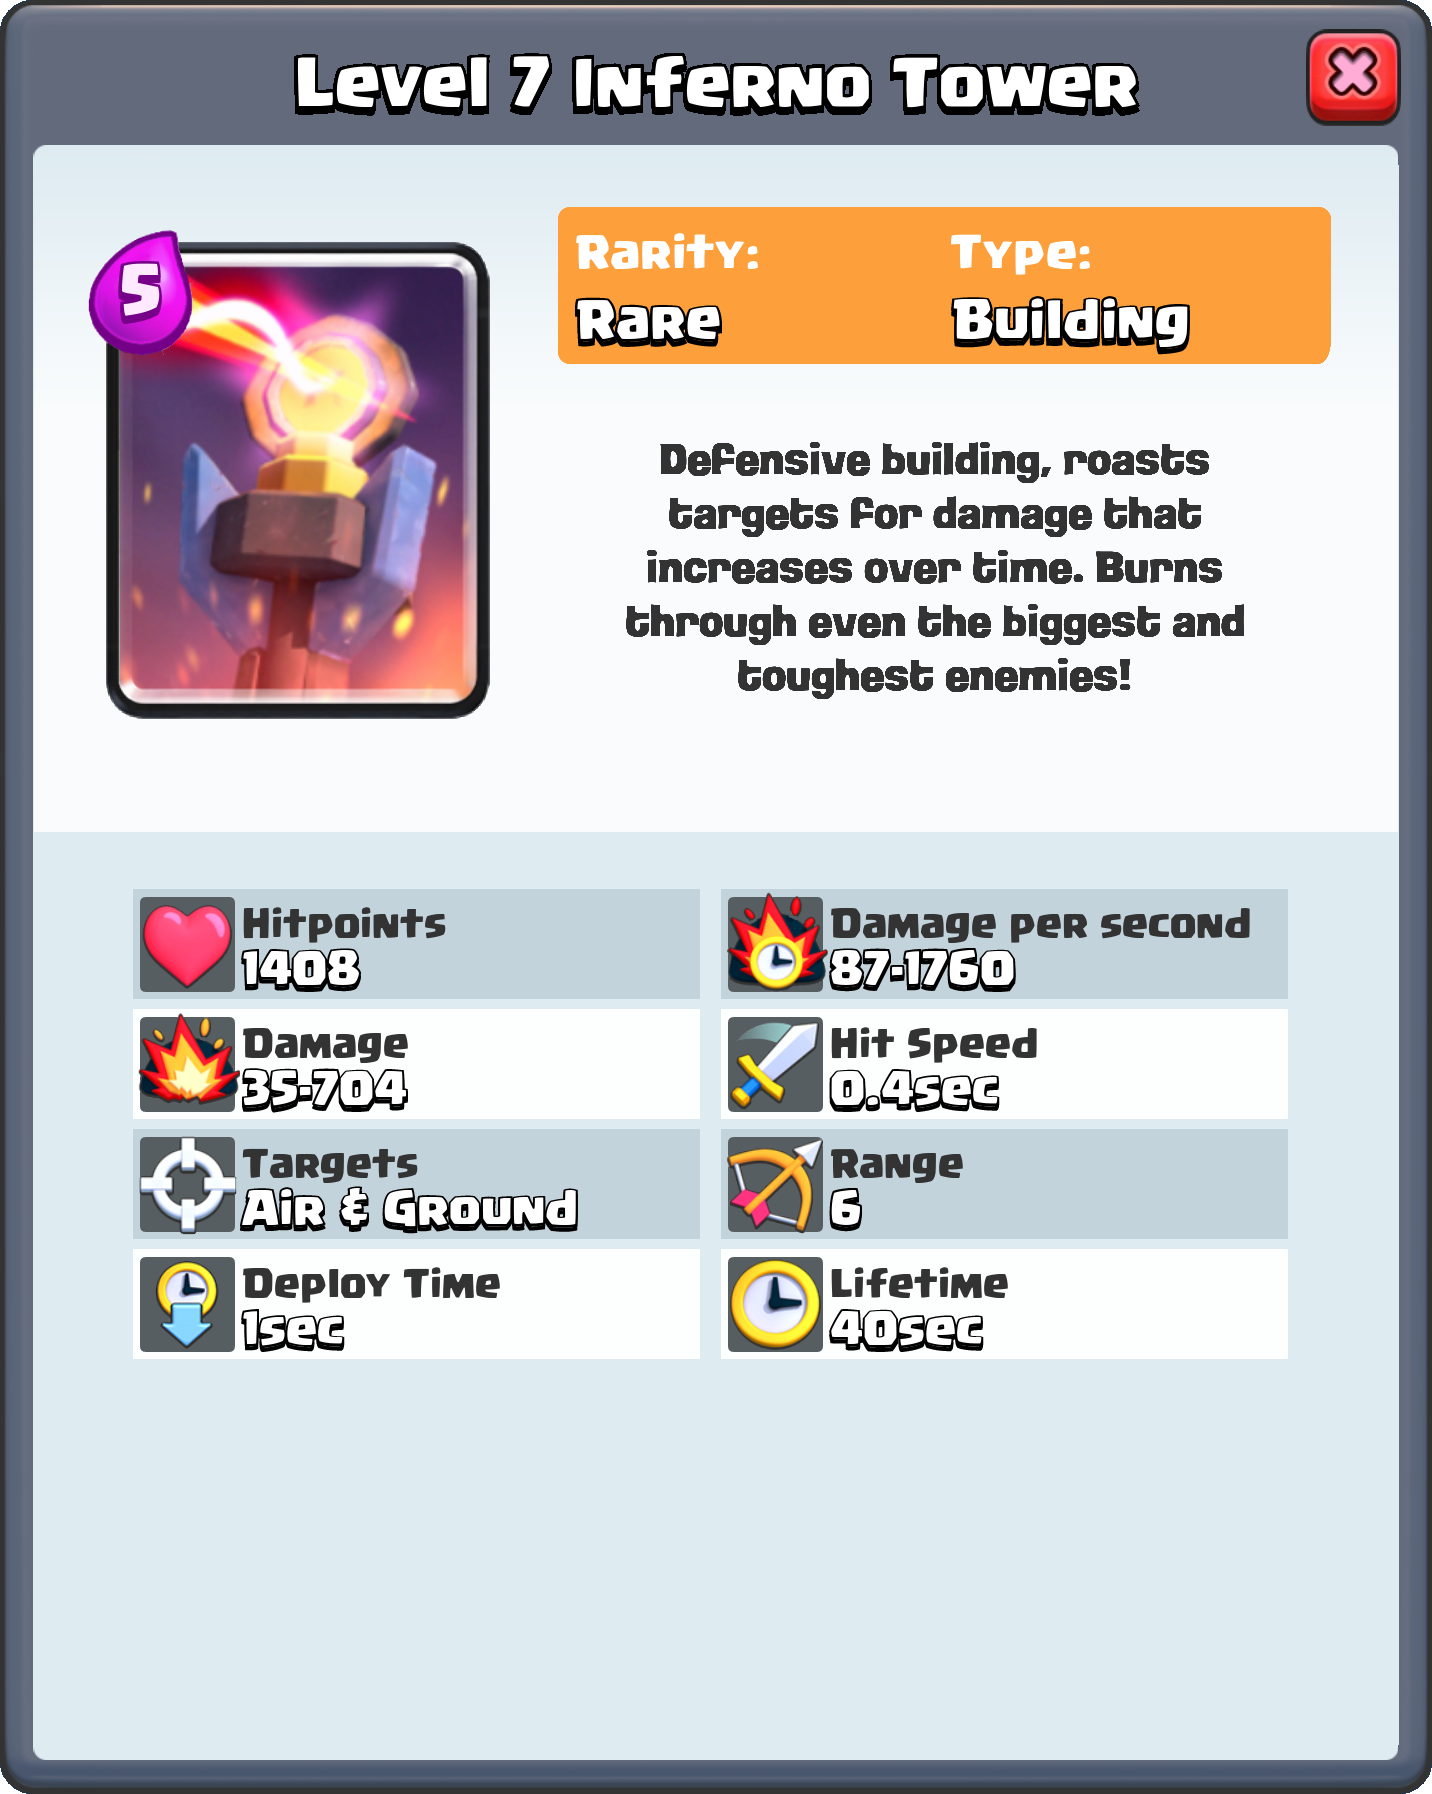 Level 7 Inferno Tower
5
Rarity: Type:
Rare Building
Defensive building, roasts
targets for damage that
increases over time. Burns
through even the biggest and
toughest enemies!
Hitpoints
1408
Damage per second
87-1760
Damage
35-704
Hit Speed
0.4sec
Targets
Air & Ground
Range
6
Deploy Time
1sec
Lifetime
40sec